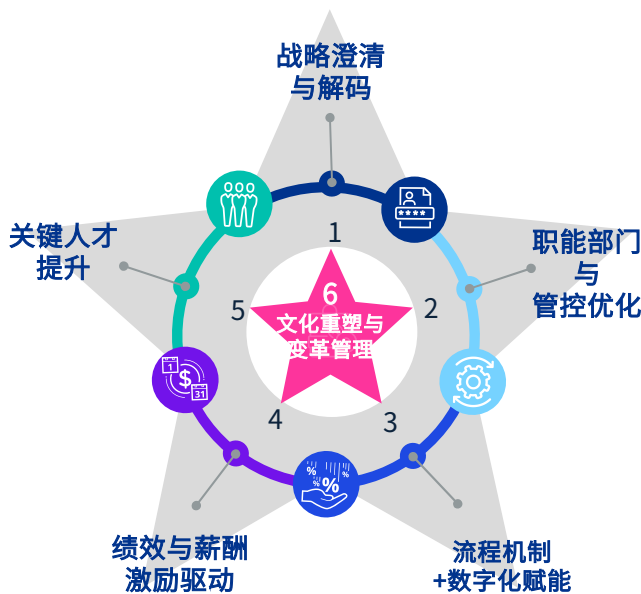 战略澄清
与解码
1
职能部门
与
管控优化
2
流程机制
+数字化赋能
3
绩效与薪酬
激励驱动
4
关键人才
提升
5
6
文化重塑与
变革管理
****
% % % %
$
1
31